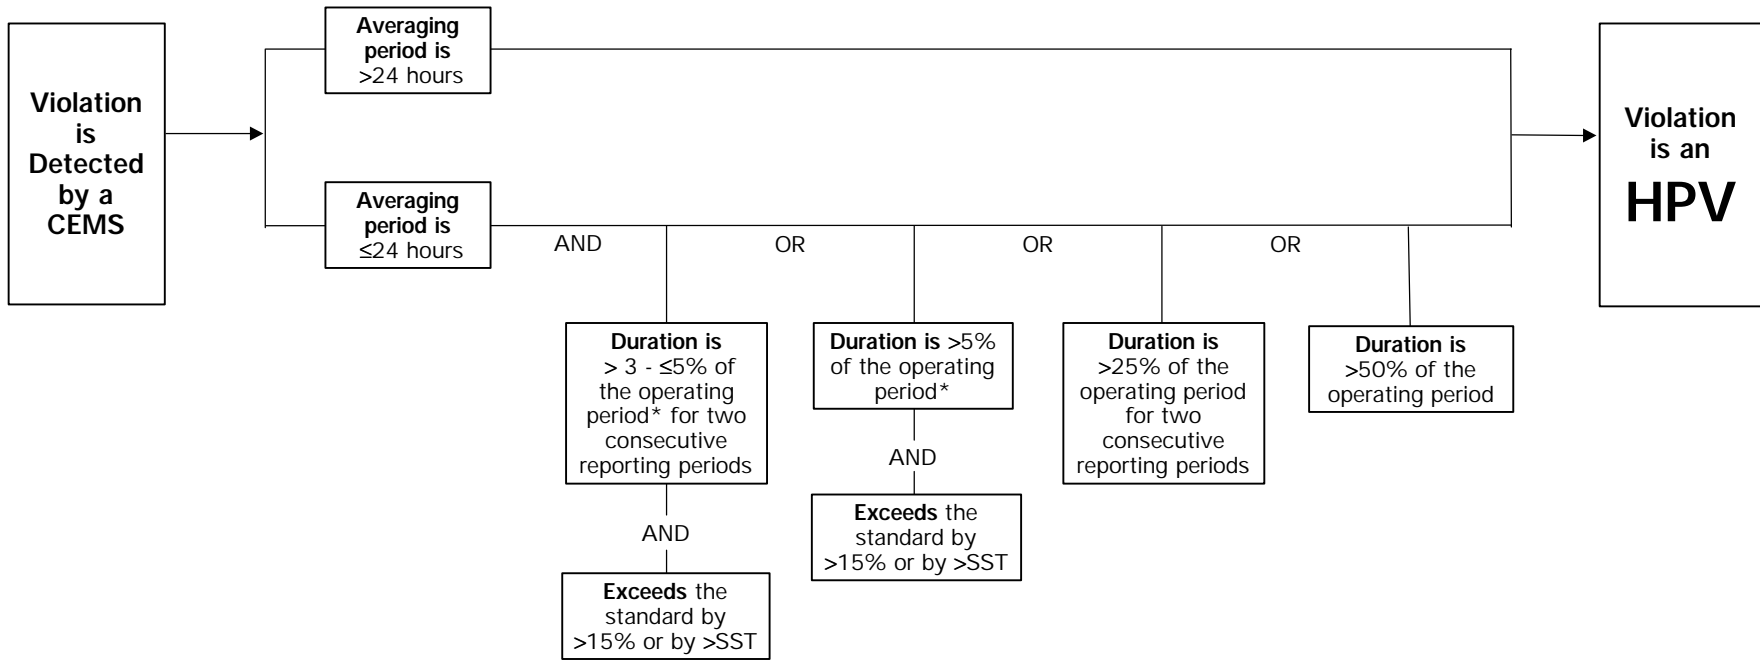 Violation
is
Detected
by a
CEMS
Averaging
period is
>24 hours
Averaging
period is
≤24 hours
AND
OR
OR
OR
Duration is
> 3 - ≤5% of
the operating
period* for two
consecutive
reporting periods
AND
Exceeds the
standard by
>15% or by >SST
Duration is >5%
of the operating
period*
AND
Exceeds the
standard by
>15% or by >SST
Duration is
>25% of the
operating period
for two
consecutive
reporting periods
Duration is
>50% of the
operating period
Violation
is an
HPV